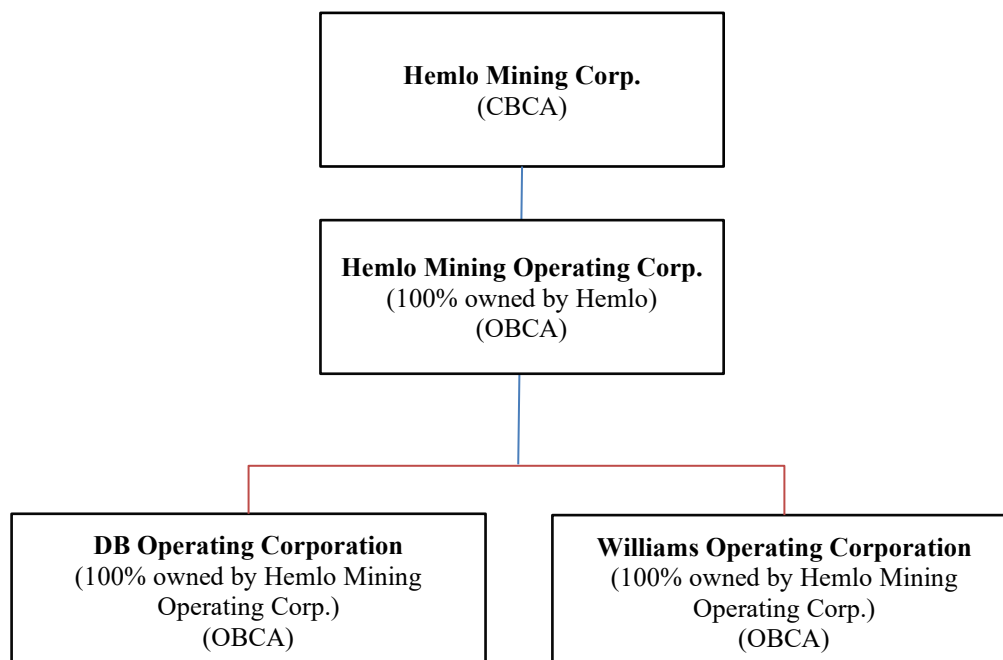 Hemlo Mining Corp.
(CBCA)
Hemlo Mining Operating Corp.
(100% owned by Hemlo)
(OBCA)
DB Operating Corporation
(100% owned by Hemlo Mining
Operating Corp.)
(OBCA)
Williams Operating Corporation
(100% owned by Hemlo Mining
Operating Corp.)
(OBCA)